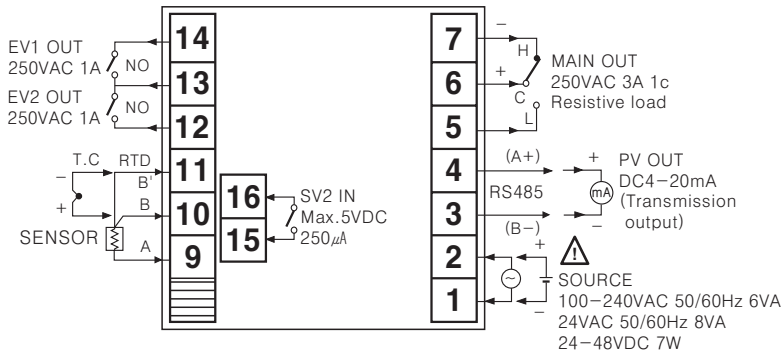 EV1 OUT
250VAC 1A
NO
EV2 OUT
250VAC 1A
NO
14
13
12
T.C
RTD
−
+
B'
B
A
SENSOR
11
10
9
16
15
SV2 IN
Max.5VDC
250㎂
7
6
5
4
3
2
1
−
H
+
C
L
MAIN OUT
250VAC 3A 1c
Resistive load
(A+)
RS485
(B−)
+
mA
−
PV OUT
DC4−20mA
(Transmission
output)
~
+
−
!
SOURCE
100−240VAC 50/60Hz 6VA
24VAC 50/60Hz 8VA
24−48VDC 7W